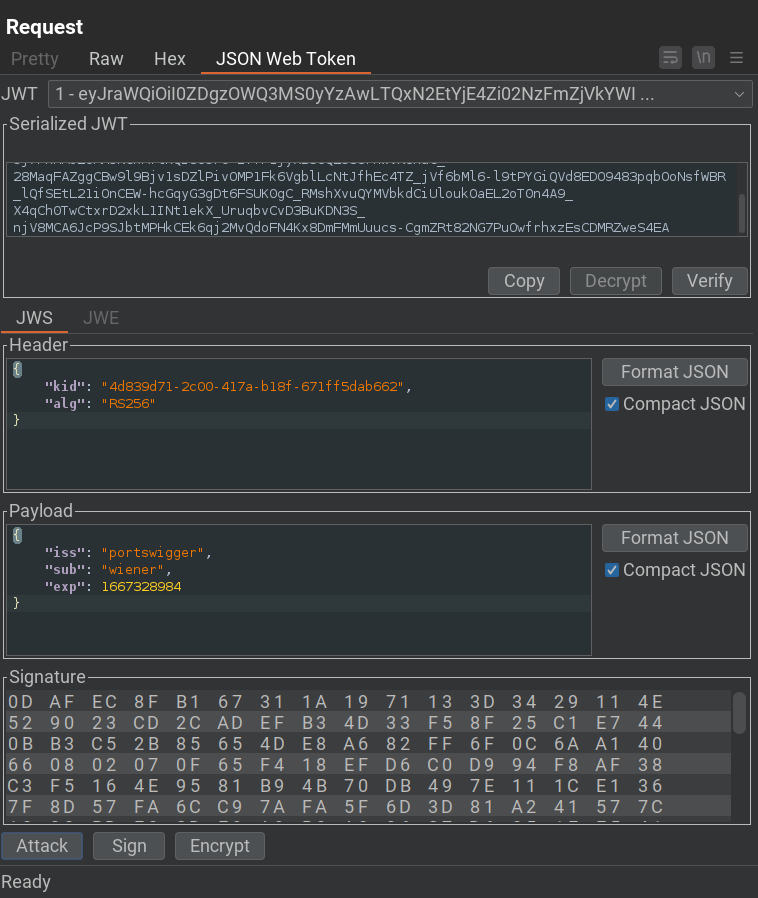 Request
Pretty Raw Hex JSON Web Token \n
JWT 1 - eyJraWQiOiI0ZDgzOWQ3MS0yYzAwLTQxN2EtYjE4Zi02NzFmZjVkYWI ...
Serialized JWT
28MaqFAZggCBw9l9Bjv1sDZlPivOMP1Fk6VgblLcNtJfhEc4TZ_jVf6bMl6-l9tPYGiQVd8EDO9483pqbOoNsfWBR
_lQfSEtL21iOnCEW-hcGqyG3gDt6FSUKOgC_RMshXvuQYMVbkdCiUloukOaEL2oT0n4A9_
X4qCh0TwCtxrD2xkL1INt1ekX_UruqbvCvD3BuKDN3S_
njV8MCA6JcP9SJbtMPHkCEk6qj2MvQdoFN4Kx8DmFMmUuucs-CgmZRt82NG7PuOwfrhxzEsCDMRZweS4EA
Copy Decrypt Verify
JWS JWE
Header
{
"kid": "4d839d71-2c00-417a-b18f-671ff5dab662",
"alg": "RS256"
}
Format JSON
Compact JSON
Payload
{
"iss": "portswigger",
"sub": "wiener",
"exp": 1667328984
}
Format JSON
Compact JSON
Signature
0D AF EC 8F B1 67 31 1A 19 71 13 3D 34 29 11 4E
52 90 23 CD 2C AD EF B3 4D 33 F5 8F 25 C1 E7 44
0B B3 C5 2B 85 65 4D E8 A6 82 FF 6F 0C 6A A1 40
66 08 02 07 0F 65 F4 18 EF D6 C0 D9 94 F8 AF 38
C3 F5 16 4E 95 81 B9 4B 70 DB 49 7E 11 1C E1 36
7F 8D 57 FA 6C C9 7A FA 5F 6D 3D 81 A2 41 57 7C
Attack Sign Encrypt
Ready